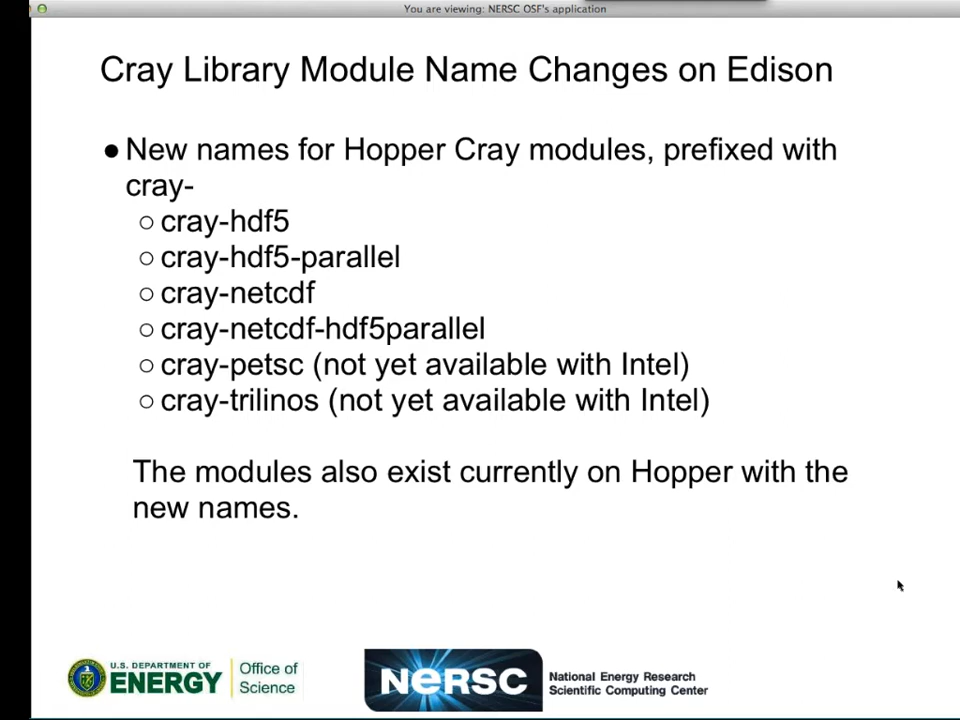 You are viewing: NERSC OSF's application
Cray Library Module Name Changes on Edison
● New names for Hopper Cray modules, prefixed with
cray-
○ cray-hdf5
○ cray-hdf5-parallel
○ cray-netcdf
○ cray-netcdf-hdf5parallel
○ cray-petsc (not yet available with Intel)
○ cray-trilinos (not yet available with Intel)
The modules also exist currently on Hopper with the
new names.
U.S. DEPARTMENT OF
ENERGY
Office of
Science
NERSC
National Energy Research
Scientific Computing Center